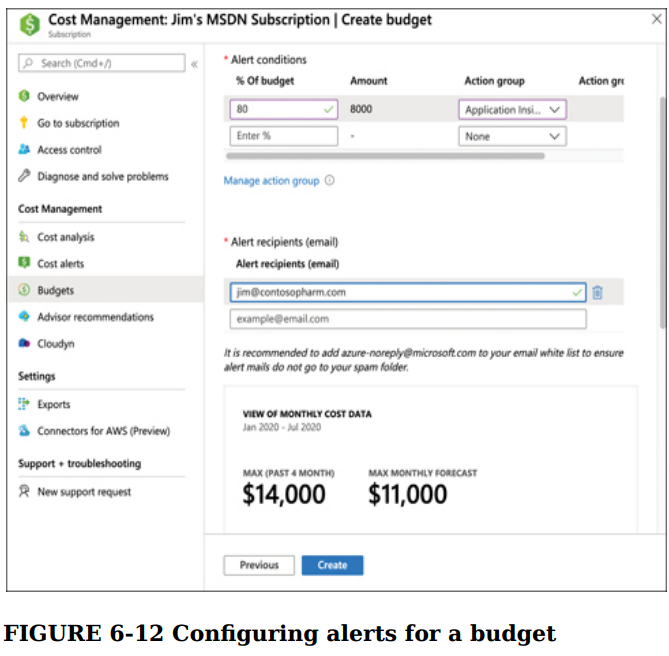 Cost Management: Jim's MSDN Subscription | Create budget
Subscription
Search (Cmd+/)
Overview
Go to subscription
Access control
Diagnose and solve problems
Cost Management
Cost analysis
Cost alerts
Budgets
Advisor recommendations
Cloudyn
Settings
Exports
Connectors for AWS (Preview)
Support + troubleshooting
New support request
* Alert conditions
% Of budget Amount Action group Action gro
80 8000 Application Insi...
Enter % - None
Manage action group
* Alert recipients (email)
Alert recipients (email)
jim@contosopharm.com
example@email.com
It is recommended to add azure-noreply@microsoft.com to your email white list to ensure
alert mails do not go to your spam folder.
VIEW OF MONTHLY COST DATA
Jan 2020 - Jul 2020
MAX (PAST 4 MONTH) MAX MONTHLY FORECAST
$14,000 $11,000
Previous Create
FIGURE 6-12 Configuring alerts for a budget